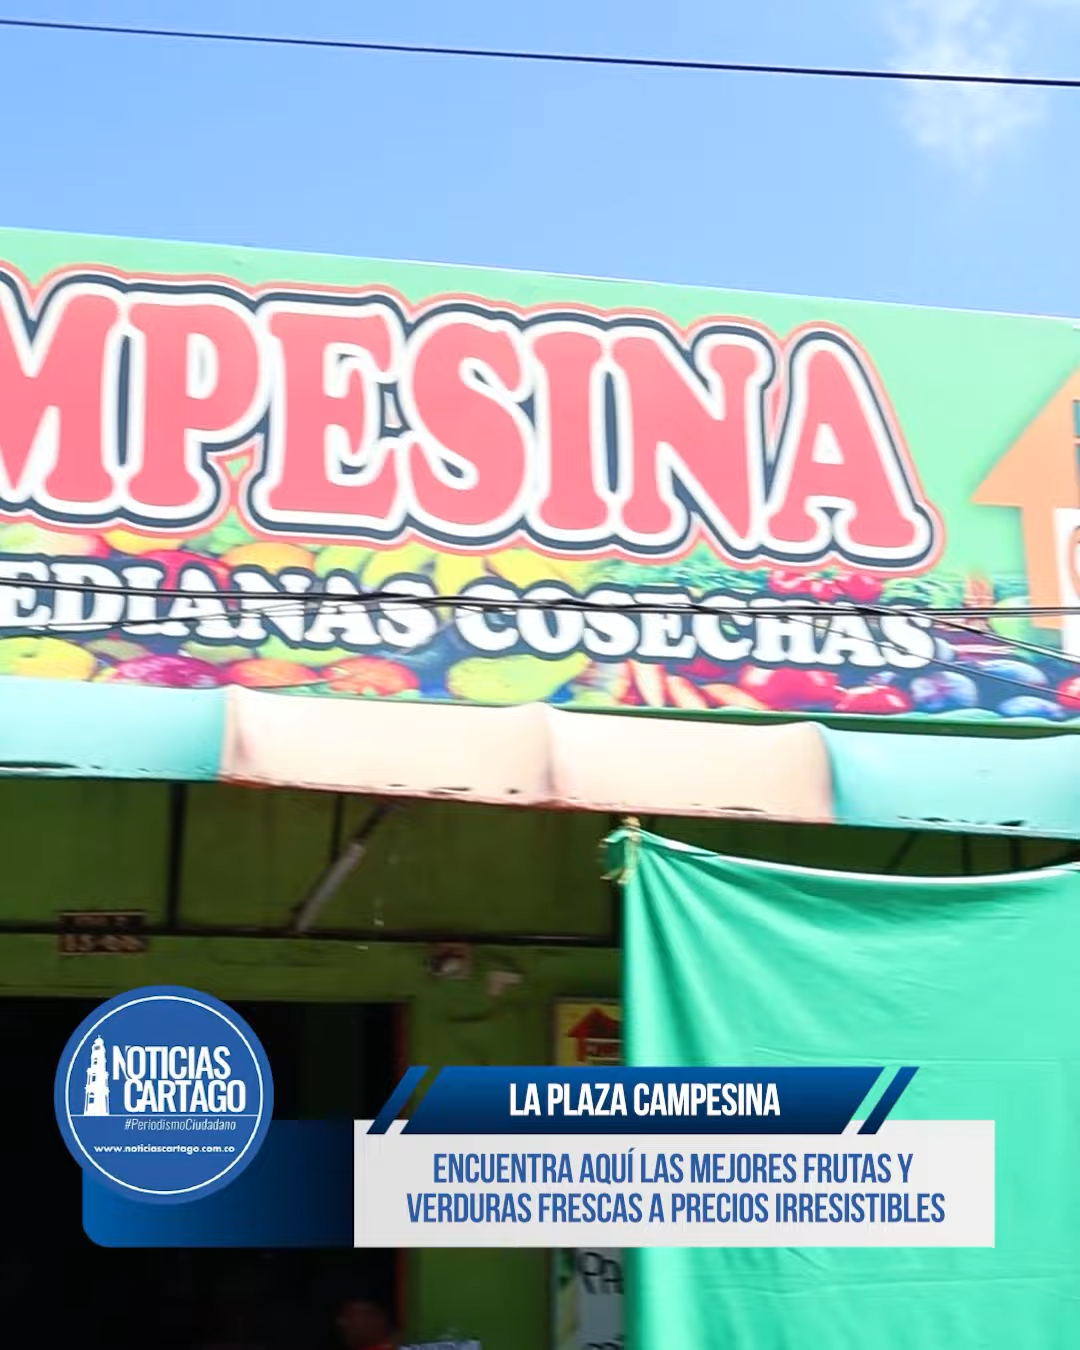 MPESINA
EDIANAS COSECHAS
NOTICIAS
CARTAGO
#PeriodismoCiudadano
www.noticiascartago.com.co
LA PLAZA CAMPESINA
ENCUENTRA AQUÍ LAS MEJORES FRUTAS Y
VERDURAS FRESCAS A PRECIOS IRRESISTIBLES
PA